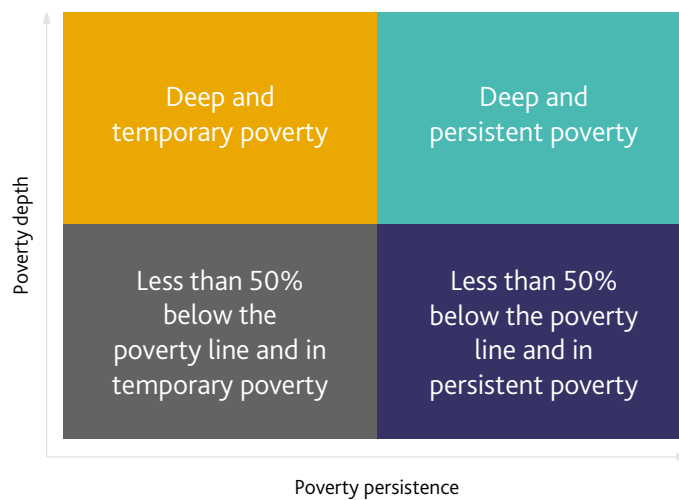 Deep and
temporary poverty
Deep and
persistent poverty
Less than 50%
below the
poverty line and in
temporary poverty
Less than 50%
below the poverty
line and in
persistent poverty
Poverty depth
Poverty persistence